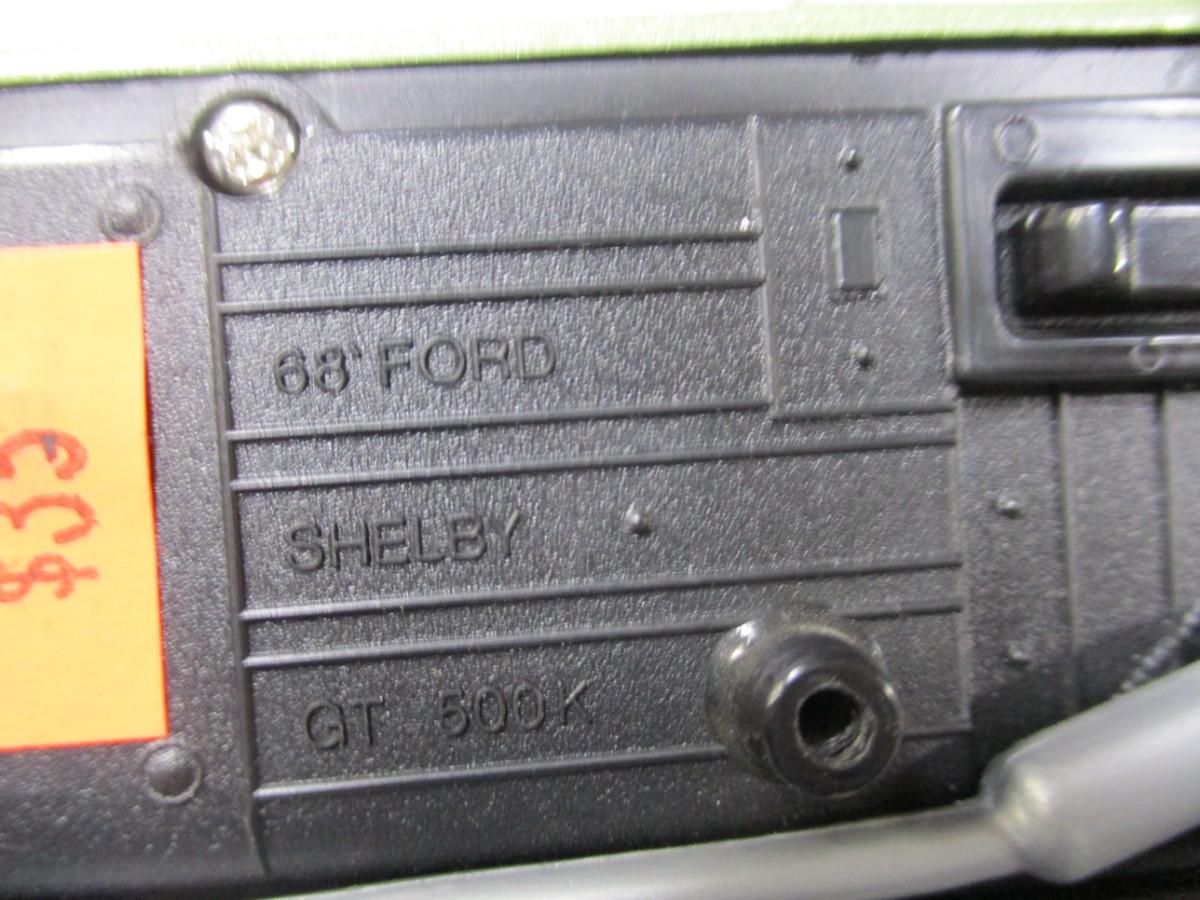 68' FORD
SHELBY
GT 500K
$33